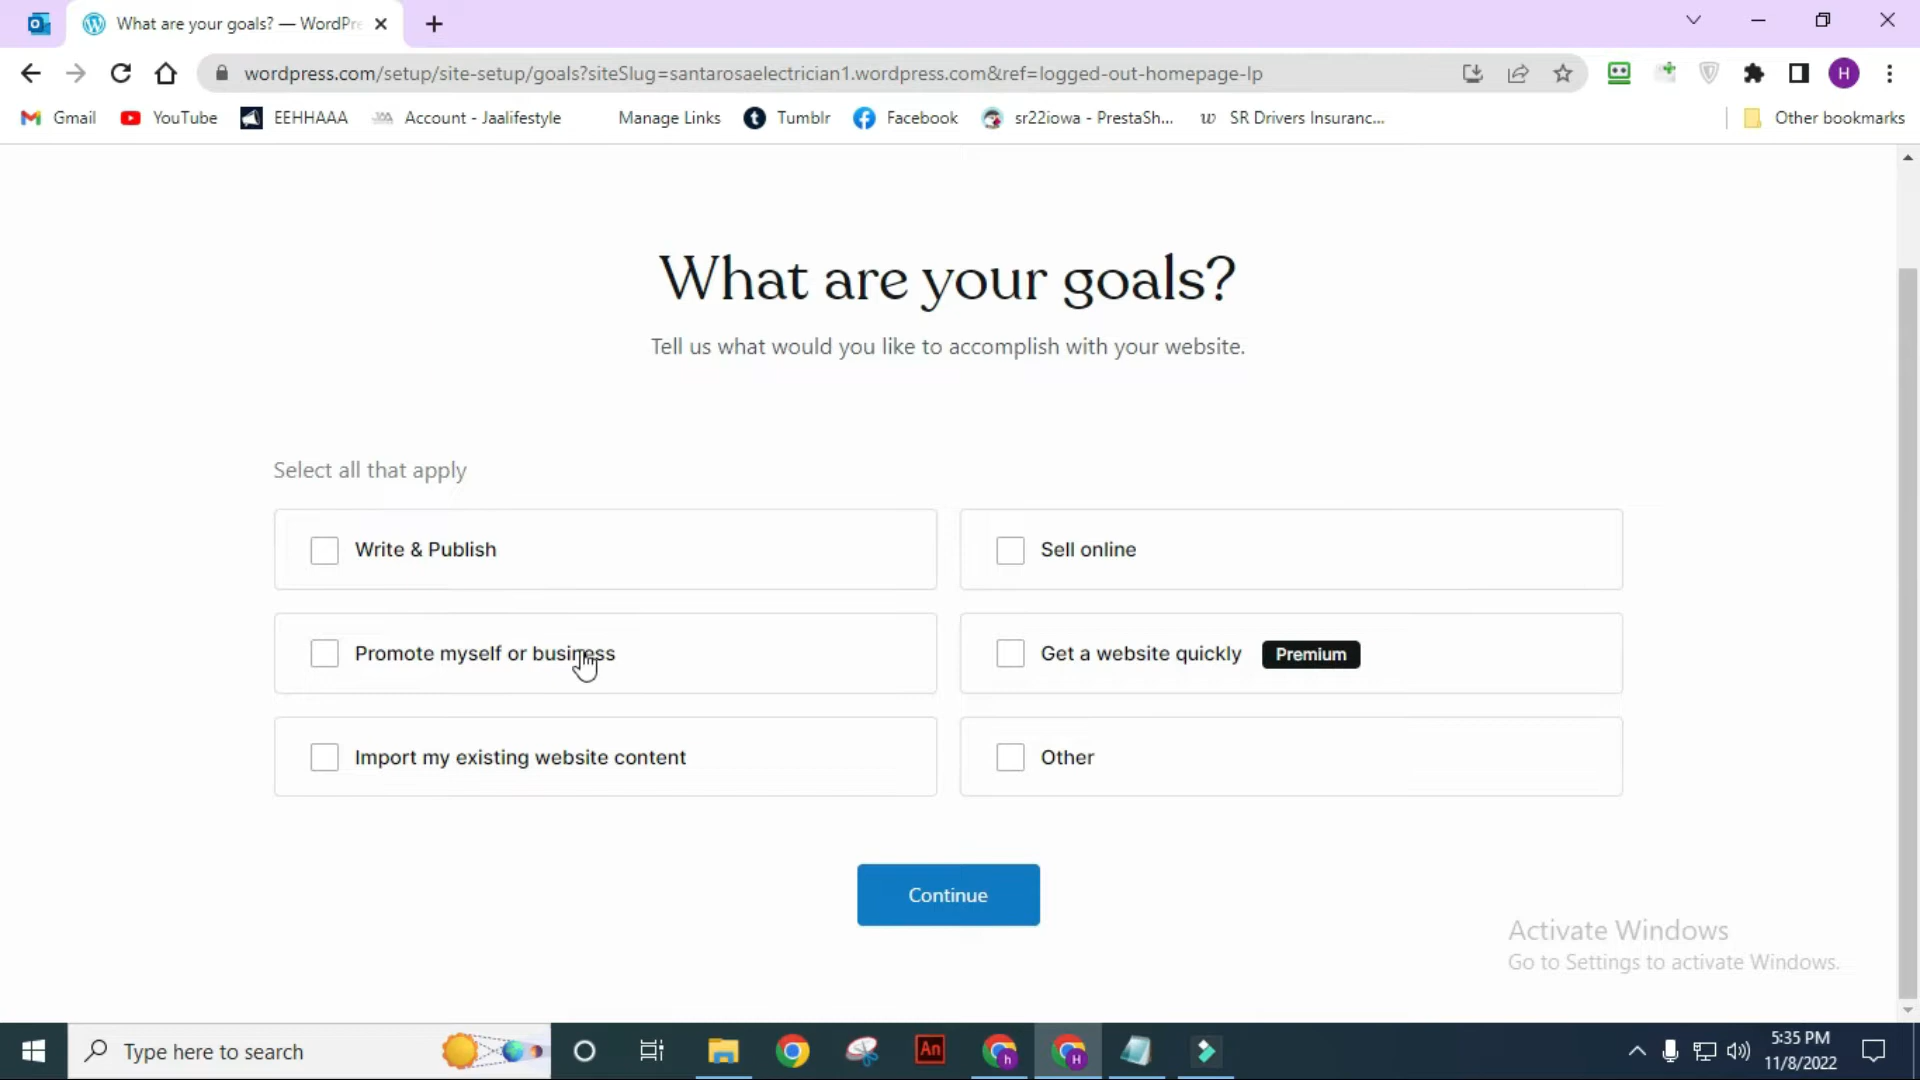 What are your goals? — WordPre
wordpress.com/setup/site-setup/goals?siteSlug=santarosaelectrician1.wordpress.com&ref=logged-out-homepage-lp
H
Gmail
YouTube
EEHHAAA
Account - Jaalifestyle
Manage Links
Tumblr
Facebook
sr22iowa - PrestaSh...
SR Drivers Insuranc...
Other bookmarks
What are your goals?
Tell us what would you like to accomplish with your website.
Select all that apply
Write & Publish
Sell online
Promote myself or business
Get a website quickly Premium
Import my existing website content
Other
Continue
Activate Windows
Go to Settings to activate Windows.
Type here to search
An
h
H
5:35 PM
11/8/2022